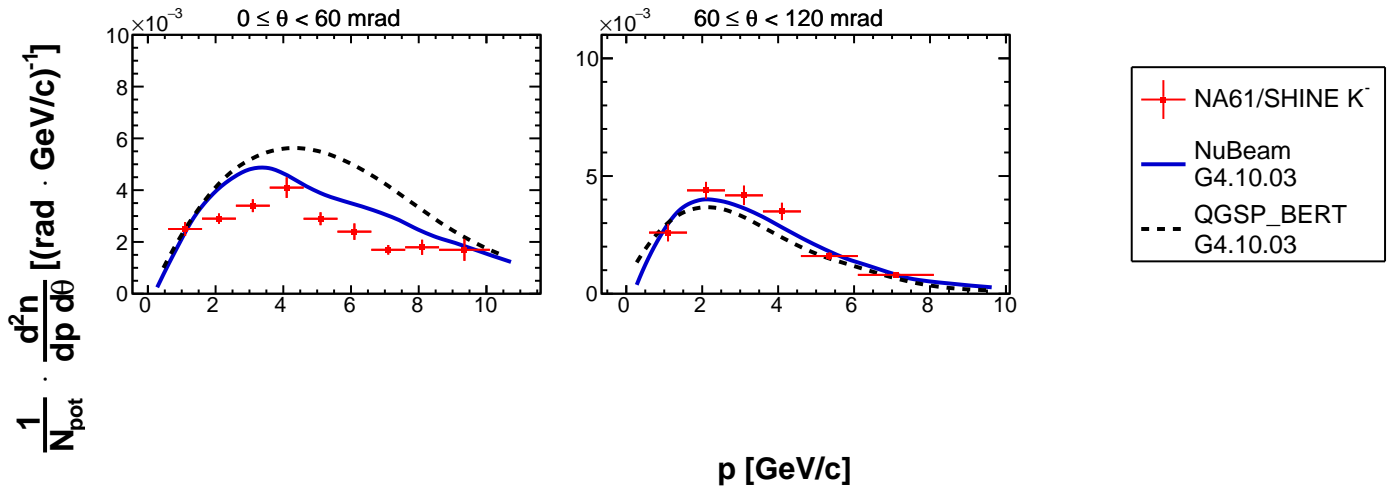 ×10⁻³
0 ≤ θ < 60 mrad
10
8
6
4
2
0
0 2 4 6 8 10
×10⁻³
60 ≤ θ < 120 mrad
10
5
0
0 2 4 6 8 10
1/N_pot · d²n/dp dθ [(rad · GeV/c)⁻¹]
p [GeV/c]
NA61/SHINE K⁻
NuBeam
G4.10.03
QGSP_BERT
G4.10.03